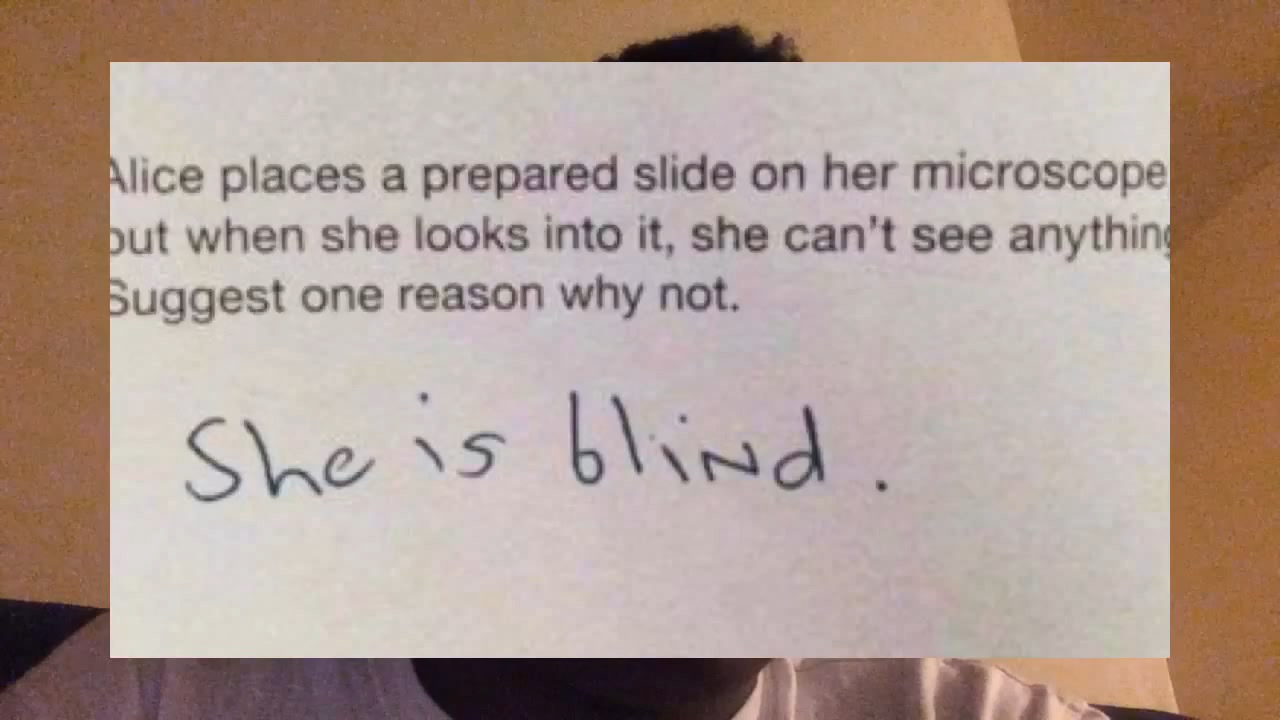 Alice places a prepared slide on her microscope
but when she looks into it, she can't see anything
Suggest one reason why not.
She is blind.